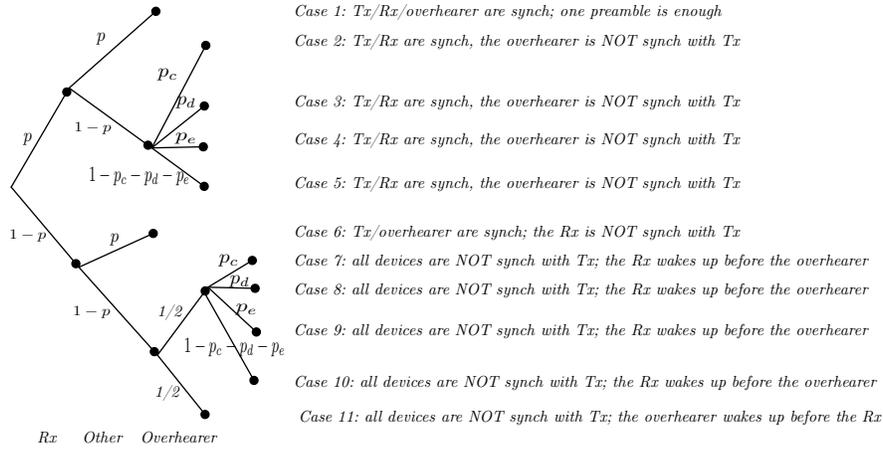 Case 1: Tx/Rx/overhearer are synch; one preamble is enough
p
Case 2: Tx/Rx are synch, the overhearer is NOT synch with Tx
p_c
p_d
Case 3: Tx/Rx are synch, the overhearer is NOT synch with Tx
p
1 − p
p_e
Case 4: Tx/Rx are synch, the overhearer is NOT synch with Tx
1 − p_c − p_d − p_e
Case 5: Tx/Rx are synch, the overhearer is NOT synch with Tx
1 − p
p
Case 6: Tx/overhearer are synch; the Rx is NOT synch with Tx
p_c
Case 7: all devices are NOT synch with Tx; the Rx wakes up before the overhearer
p_d
Case 8: all devices are NOT synch with Tx; the Rx wakes up before the overhearer
1 − p
1/2
p_e
Case 9: all devices are NOT synch with Tx; the Rx wakes up before the overhearer
1 − p_c − p_d − p_e
Case 10: all devices are NOT synch with Tx; the Rx wakes up before the overhearer
1/2
Case 11: all devices are NOT synch with Tx; the overhearer wakes up before the Rx
Rx Other Overhearer